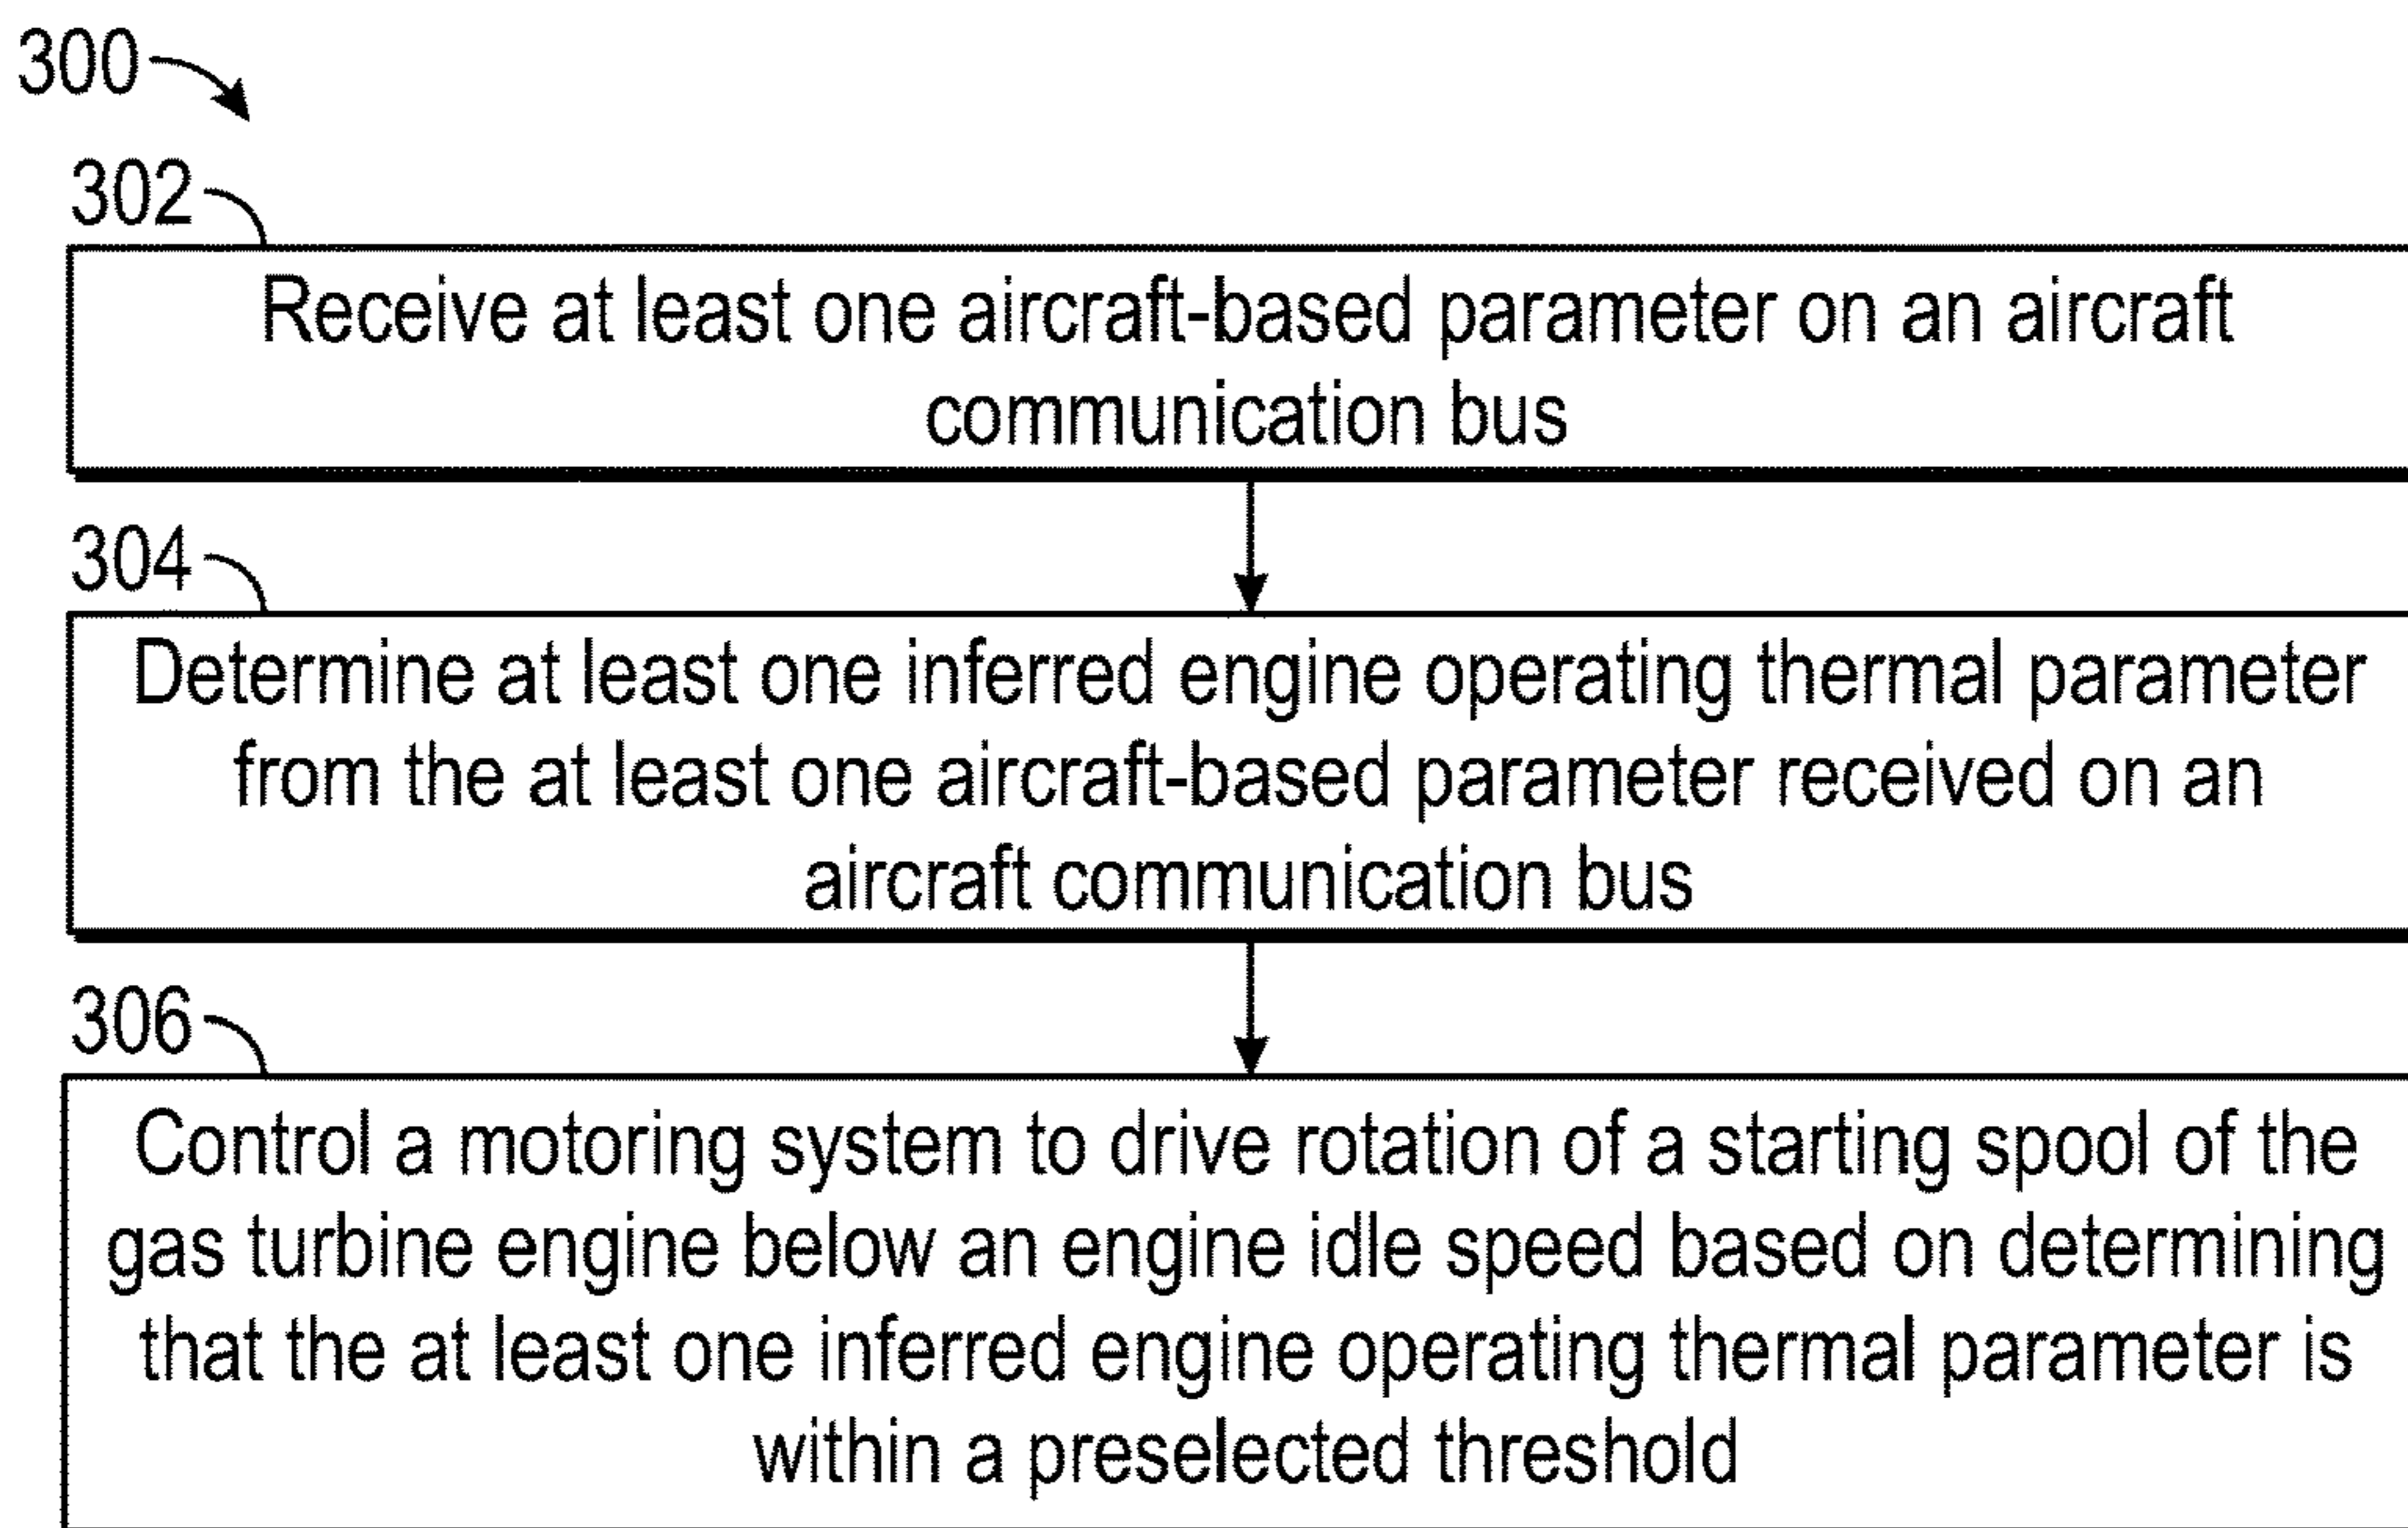 300
302
Receive at least one aircraft-based parameter on an aircraft
communication bus
304
Determine at least one inferred engine operating thermal parameter
from the at least one aircraft-based parameter received on an
aircraft communication bus
306
Control a motoring system to drive rotation of a starting spool of the
gas turbine engine below an engine idle speed based on determining
that the at least one inferred engine operating thermal parameter is
within a preselected threshold